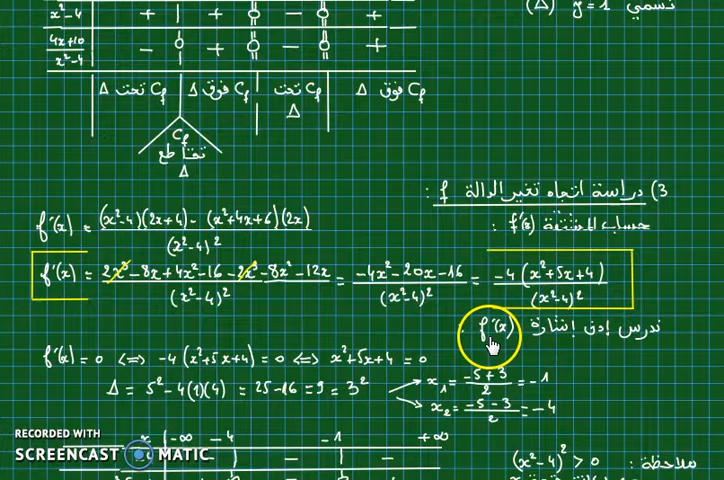 نسمي (Δ) y = 1
x²-4 + | + 0 - 0 +
4x+10 / x²-4 - 0 + 0 - 0 +
Cf تحت Δ Cf فوق Δ Cf تحت Δ Cf فوق Δ
Cf
تقاطع
Δ
3) دراسة اتجاه تغير الدالة f :
حساب المشتقة f'(x) :
f'(x) = (x²-4)(2x+4) - (x²+4x+6)(2x) / (x²-4)²
f'(x) = 2x³-8x+4x²-16-2x³-8x²-12x / (x²-4)² = -4x²-20x-16 / (x²-4)² = -4(x²+5x+4) / (x²-4)²
ندرس إذن إشارة f'(x) .
f'(x) = 0 <=> -4(x²+5x+4) = 0 <=> x²+5x+4 = 0
Δ = 5²-4(1)(4) = 25-16 = 9 = 3²
x₁ = -5+3 / 2 = -1
x₂ = -5-3 / 2 = -4
x | -∞ -4 -1 +∞
ملاحظة : (x²-4)² > 0
RECORDED WITH
SCREENCAST MATIC